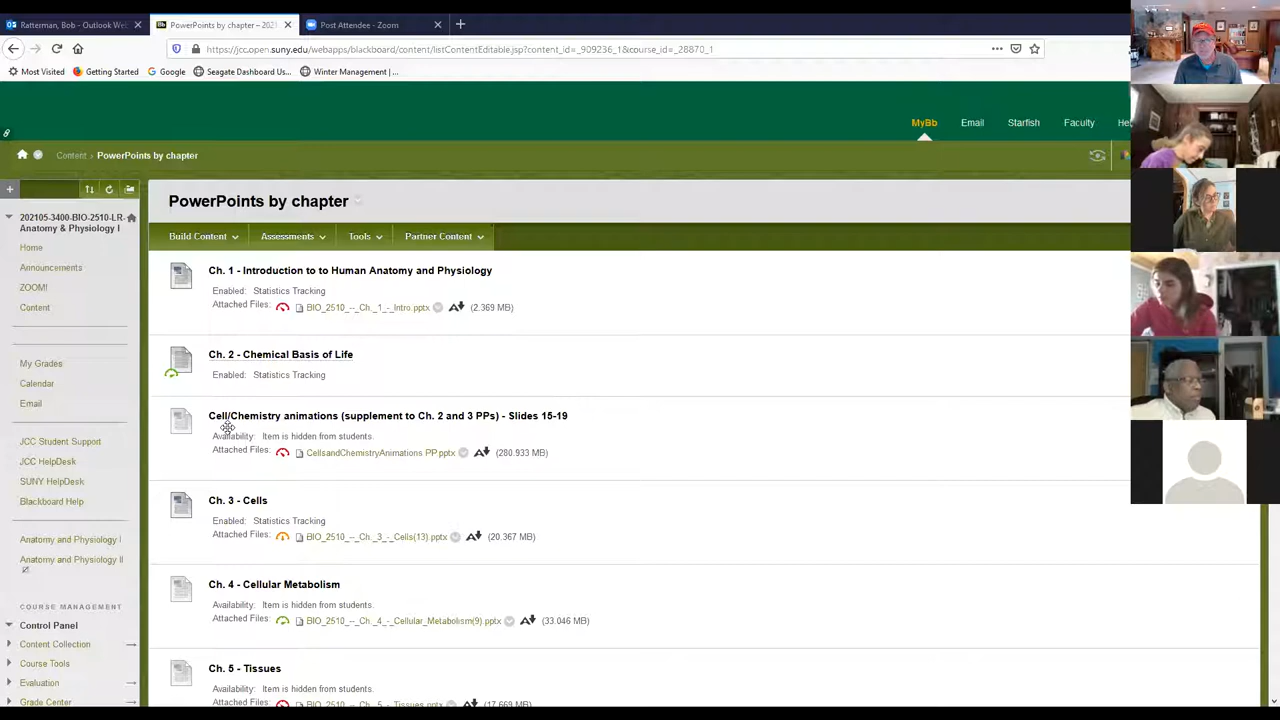 Ratterman, Bob - Outlook We
PowerPoints by chapter – 202
Post Attendee - Zoom
https://jcc.open.suny.edu/webapps/blackboard/content/listContentEditable.jsp?content_id=_909236_1&course_id=_28870_1
Most Visited
Getting Started
Google
Seagate Dashboard Us...
Winter Management | ...
MyBb
Email
Starfish
Faculty
Content
PowerPoints by chapter
202105-3400-BIO-2510-LR-
Anatomy & Physiology I
Home
Announcements
ZOOM!
Content
My Grades
Calendar
Email
JCC Student Support
JCC HelpDesk
SUNY HelpDesk
Blackboard Help
Anatomy and Physiology I
Anatomy and Physiology II
COURSE MANAGEMENT
Control Panel
Content Collection
Course Tools
Evaluation
Grade Center
PowerPoints by chapter
Build Content
Assessments
Tools
Partner Content
Ch. 1 - Introduction to to Human Anatomy and Physiology
Enabled: Statistics Tracking
Attached Files: BIO_2510_--_Ch._1_-_Intro.pptx (2.369 MB)
Ch. 2 - Chemical Basis of Life
Enabled: Statistics Tracking
Cell/Chemistry animations (supplement to Ch. 2 and 3 PPs) - Slides 15-19
Availability: Item is hidden from students.
Attached Files: CellsandChemistryAnimations PP.pptx (280.933 MB)
Ch. 3 - Cells
Enabled: Statistics Tracking
Attached Files: BIO_2510_--_Ch._3_-_Cells(13).pptx (20.367 MB)
Ch. 4 - Cellular Metabolism
Availability: Item is hidden from students.
Attached Files: BIO_2510_--_Ch._4_-_Cellular_Metabolism(9).pptx (33.046 MB)
Ch. 5 - Tissues
Availability: Item is hidden from students.
Attached Files: BIO_2510_--_Ch._5_-_Tissues.pptx (17.669 MB)